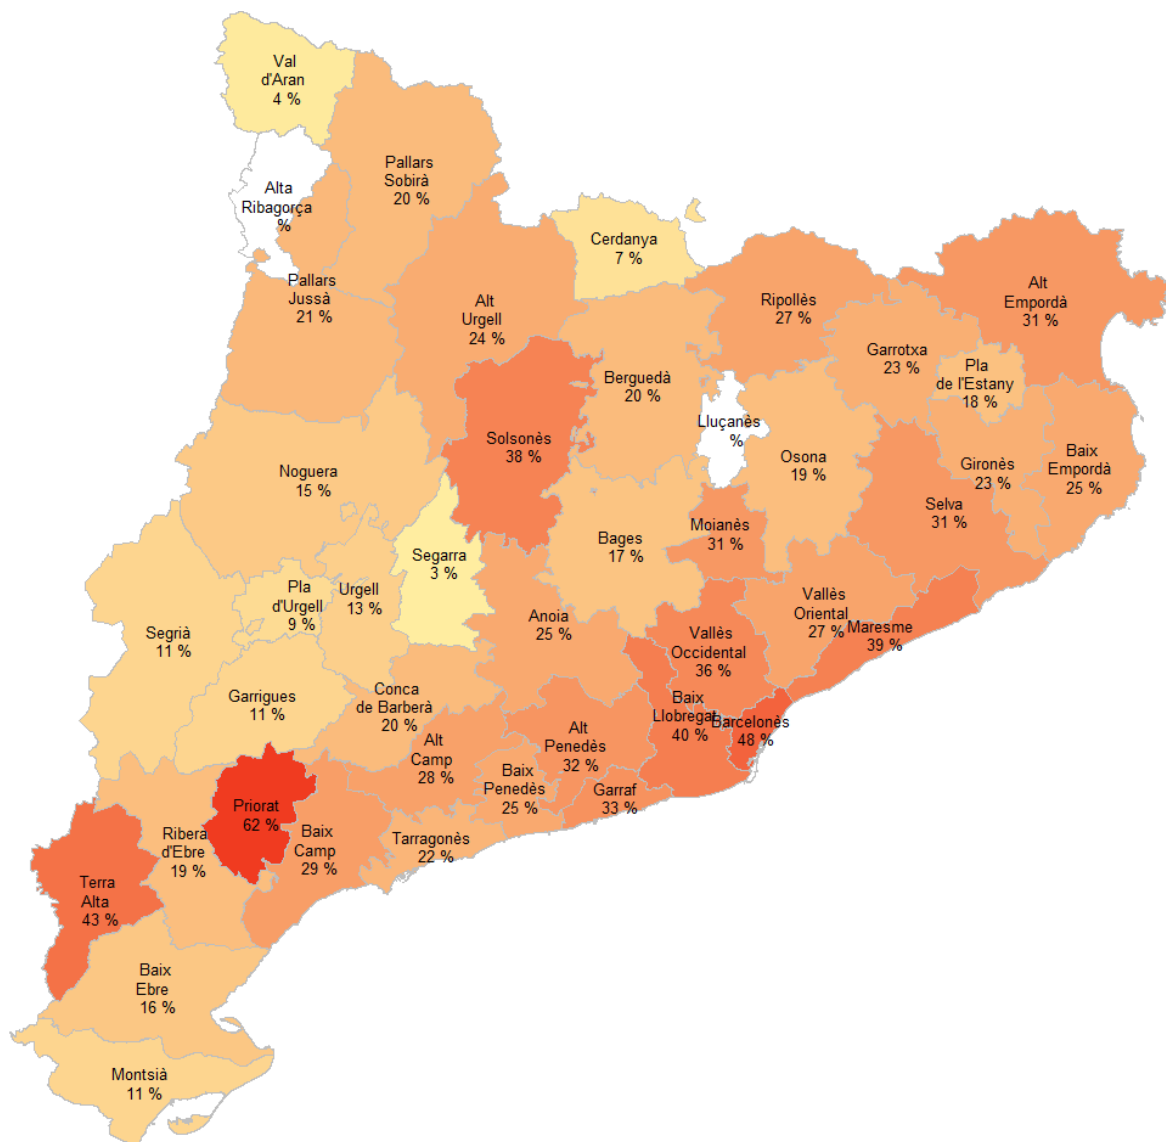 Val
d'Aran
4 %
Alta
Ribagorça
%
Pallars
Sobirà
20 %
Cerdanya
7 %
Pallars
Jussà
21 %
Alt
Urgell
24 %
Ripollès
27 %
Alt
Empordà
31 %
Garrotxa
23 %
Pla
de l'Estany
18 %
Berguedà
20 %
Lluçanès
%
Solsonès
38 %
Osona
19 %
Gironès
23 %
Baix
Empordà
25 %
Noguera
15 %
Selva
31 %
Moianès
31 %
Bages
17 %
Segarra
3 %
Pla
d'Urgell
9 %
Urgell
13 %
Anoia
25 %
Vallès
Oriental
27 %
Segrià
11 %
Vallès
Occidental
36 %
Maresme
39 %
Garrigues
11 %
Conca
de Barberà
20 %
Baix
Llobregat
40 %
Barcelonès
48 %
Alt
Camp
28 %
Alt
Penedès
32 %
Baix
Penedès
25 %
Garraf
33 %
Priorat
62 %
Ribera
d'Ebre
19 %
Baix
Camp
29 %
Tarragonès
22 %
Terra
Alta
43 %
Baix
Ebre
16 %
Montsià
11 %